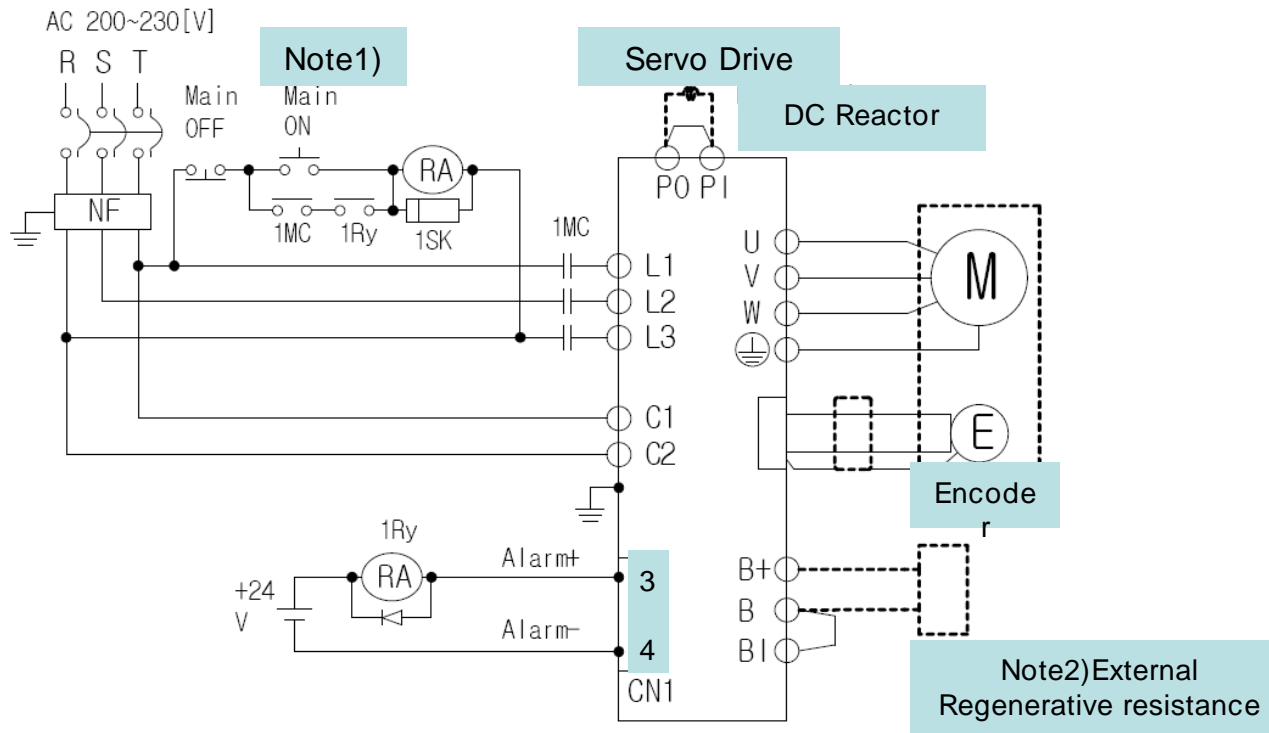 AC 200~230[V]
R S T
Note1)
Servo Drive
Main
OFF
Main
ON
DC Reactor
RA
PO PI
NF
1MC 1Ry 1SK
1MC
L1
L2
L3
U
V
W
M
C1
C2
E
Encode
r
1Ry
RA
+24
V
Alarm+
Alarm-
3
4
CN1
B+
B
BI
Note2)External
Regenerative resistance